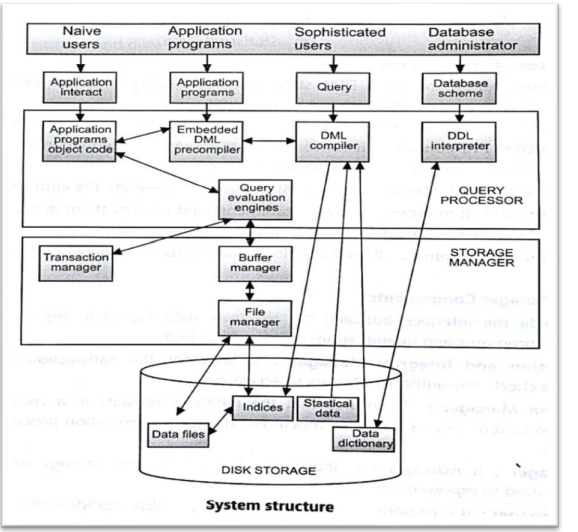 Naive users
Application programs
Sophisticated users
Database administrator
Application Interact
Application programs
Query
Database scheme
Application programs object code
Embedded DML precompiler
DML compiler
DDL interpreter
Query evaluation engines
QUERY PROCESSOR
Transaction manager
Buffer manager
STORAGE MANAGER
File manager
Indices
Stastical data
Data files
Data dictionary
DISK STORAGE
System structure